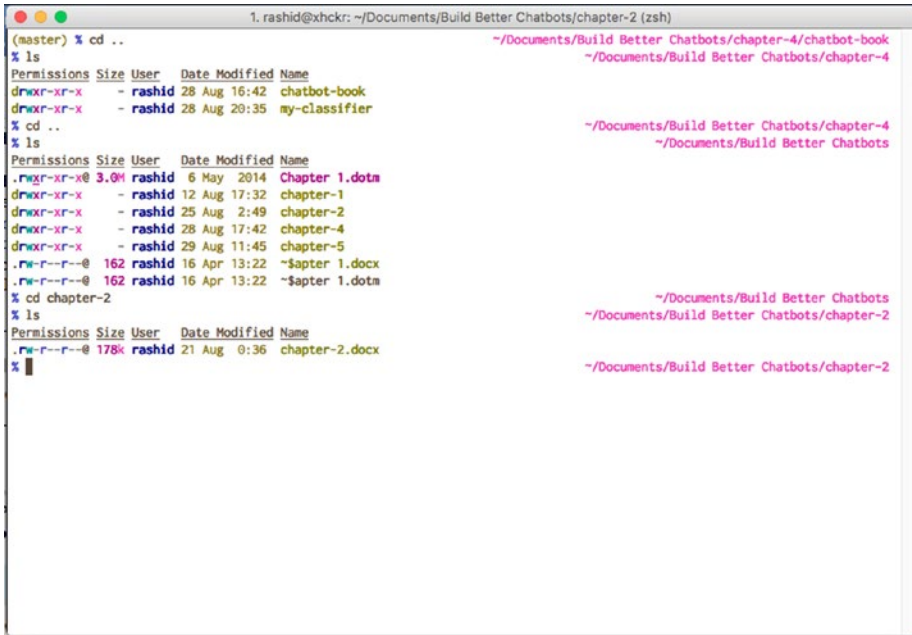 1. rashid@xhckr: ~/Documents/Build Better Chatbots/chapter-2 (zsh)
(master) % cd .. ~/Documents/Build Better Chatbots/chapter-4/chatbot-book
% ls ~/Documents/Build Better Chatbots/chapter-4
Permissions Size User Date Modified Name
drwxr-xr-x - rashid 28 Aug 16:42 chatbot-book
drwxr-xr-x - rashid 28 Aug 20:35 my-classifier
% cd .. ~/Documents/Build Better Chatbots/chapter-4
% ls ~/Documents/Build Better Chatbots
Permissions Size User Date Modified Name
.rwxr-xr-x@ 3.0M rashid 6 May 2014 Chapter 1.dotm
drwxr-xr-x - rashid 12 Aug 17:32 chapter-1
drwxr-xr-x - rashid 25 Aug 2:49 chapter-2
drwxr-xr-x - rashid 28 Aug 17:42 chapter-4
drwxr-xr-x - rashid 29 Aug 11:45 chapter-5
.rw-r--r--@ 162 rashid 16 Apr 13:22 ~$apter 1.docx
.rw-r--r--@ 162 rashid 16 Apr 13:22 ~$apter 1.dotm
% cd chapter-2 ~/Documents/Build Better Chatbots
% ls ~/Documents/Build Better Chatbots/chapter-2
Permissions Size User Date Modified Name
.rw-r--r--@ 178k rashid 21 Aug 0:36 chapter-2.docx
% ~/Documents/Build Better Chatbots/chapter-2